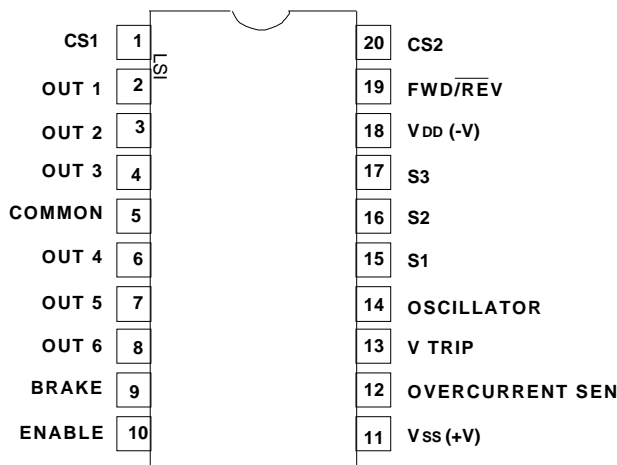 CS1 1 20 CS2
LSI
OUT 1 2 19 FWD/REV
OUT 2 3 18 VDD (-V)
OUT 3 4 17 S3
COMMON 5 16 S2
OUT 4 6 15 S1
OUT 5 7 14 OSCILLATOR
OUT 6 8 13 V TRIP
BRAKE 9 12 OVERCURRENT SEN
ENABLE 10 11 VSS (+V)